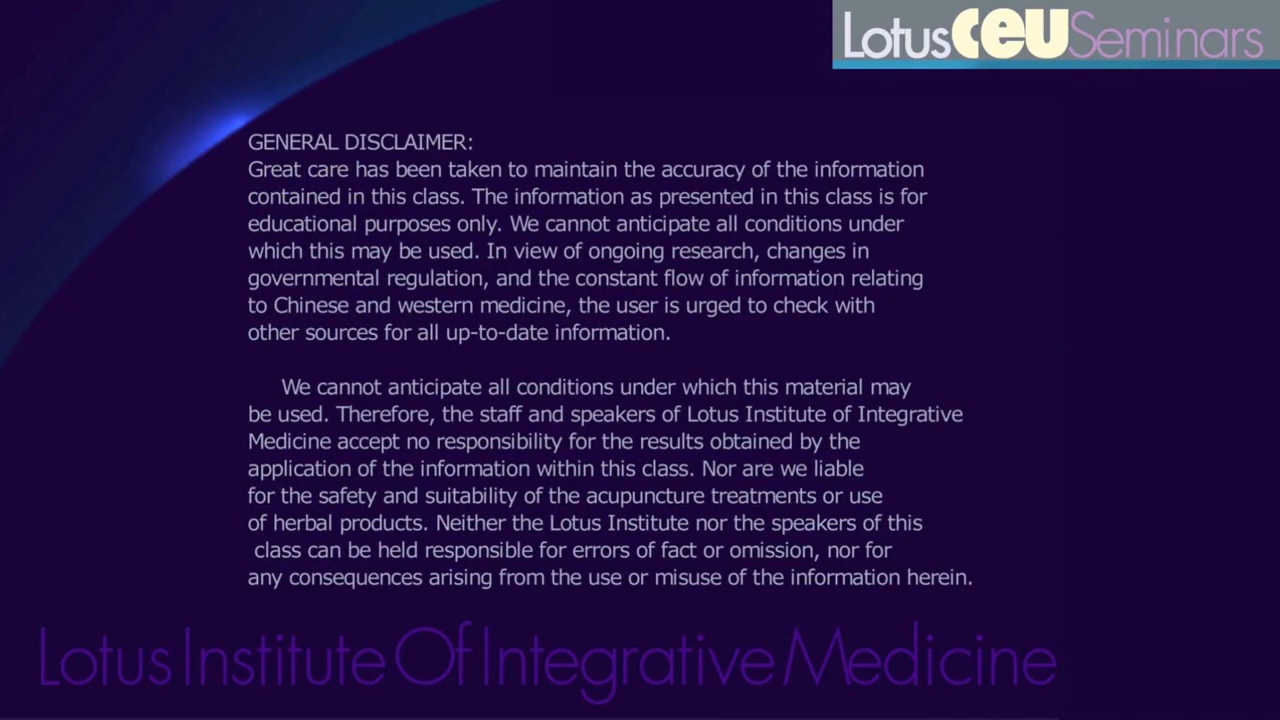 Lotus ceu Seminars
GENERAL DISCLAIMER:
Great care has been taken to maintain the accuracy of the information
contained in this class. The information as presented in this class is for
educational purposes only. We cannot anticipate all conditions under
which this may be used. In view of ongoing research, changes in
governmental regulation, and the constant flow of information relating
to Chinese and western medicine, the user is urged to check with
other sources for all up-to-date information.
We cannot anticipate all conditions under which this material may
be used. Therefore, the staff and speakers of Lotus Institute of Integrative
Medicine accept no responsibility for the results obtained by the
application of the information within this class. Nor are we liable
for the safety and suitability of the acupuncture treatments or use
of herbal products. Neither the Lotus Institute nor the speakers of this
class can be held responsible for errors of fact or omission, nor for
any consequences arising from the use or misuse of the information herein.
Lotus Institute Of Integrative Medicine